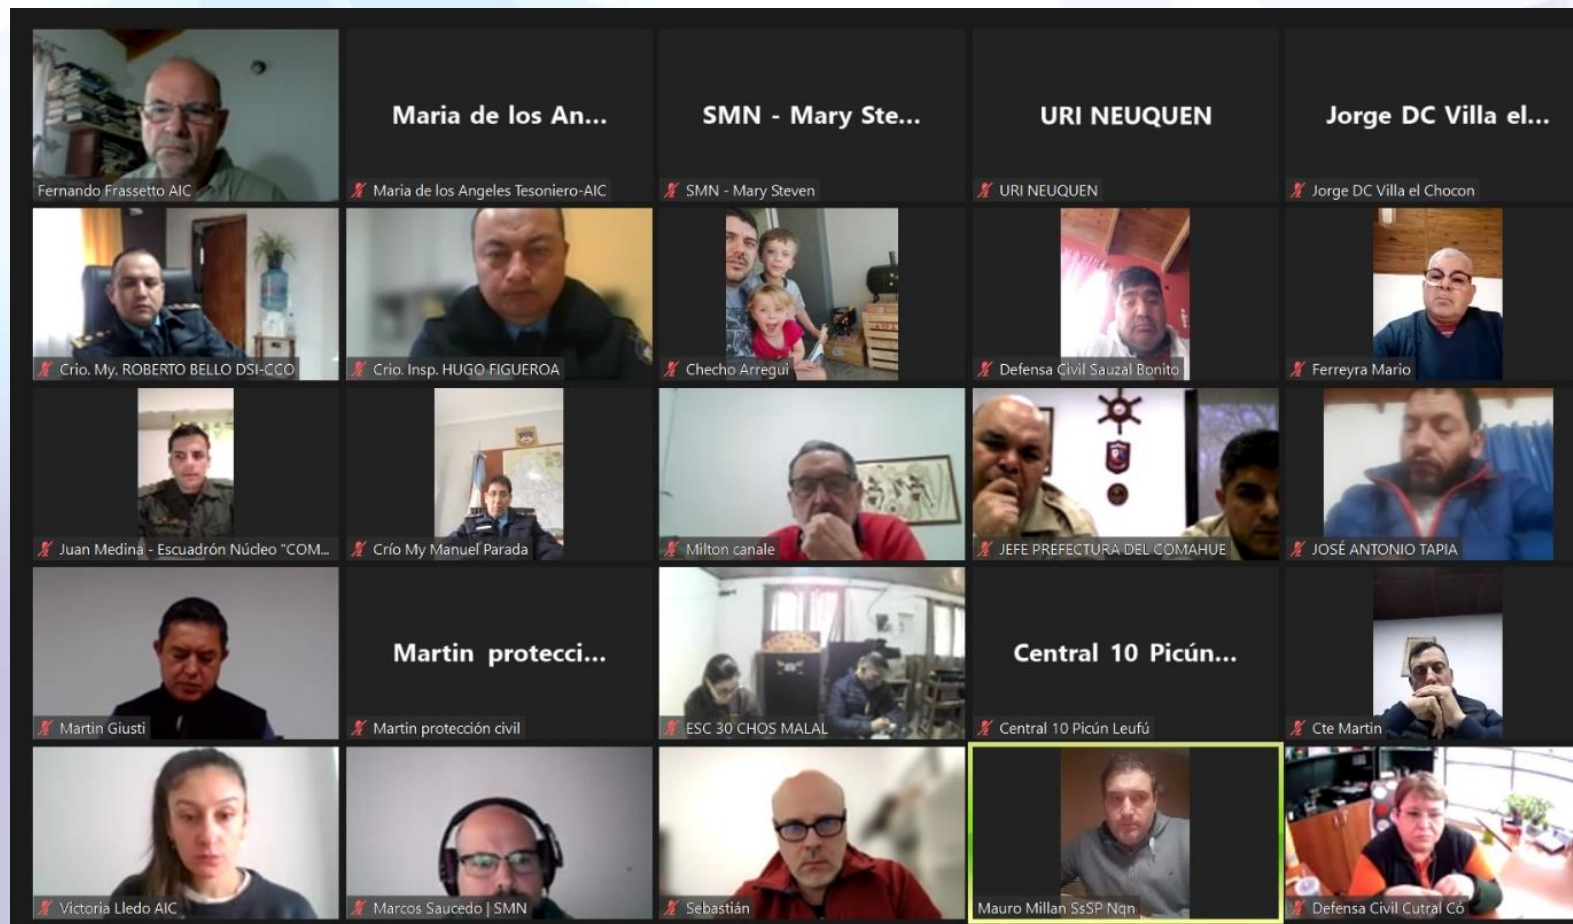 Maria de los An...
SMN - Mary Ste...
URI NEUQUEN
Jorge DC Villa el...
Fernando Frassetto AIC
Maria de los Angeles Tesoniero-AIC
SMN - Mary Steven
URI NEUQUEN
Jorge DC Villa el Chocon
Crio. My. ROBERTO BELLO DSI-CCO
Crio. Insp. HUGO FIGUEROA
Checho Arregui
Defensa Civil Sauzal Bonito
Ferreyra Mario
Juan Medina - Escuadrón Núcleo "COM...
Crío My Manuel Parada
Milton canale
JEFE PREFECTURA DEL COMAHUE
JOSÉ ANTONIO TAPIA
Martin protecci...
Central 10 Picún...
Martin Giusti
Martin protección civil
ESC 30 CHOS MALAL
Central 10 Picún Leufú
Cte Martin
Victoria Lledo AIC
Marcos Saucedo | SMN
Sebastián
Mauro Millan SsSP Nqn
Defensa Civil Cutral Có